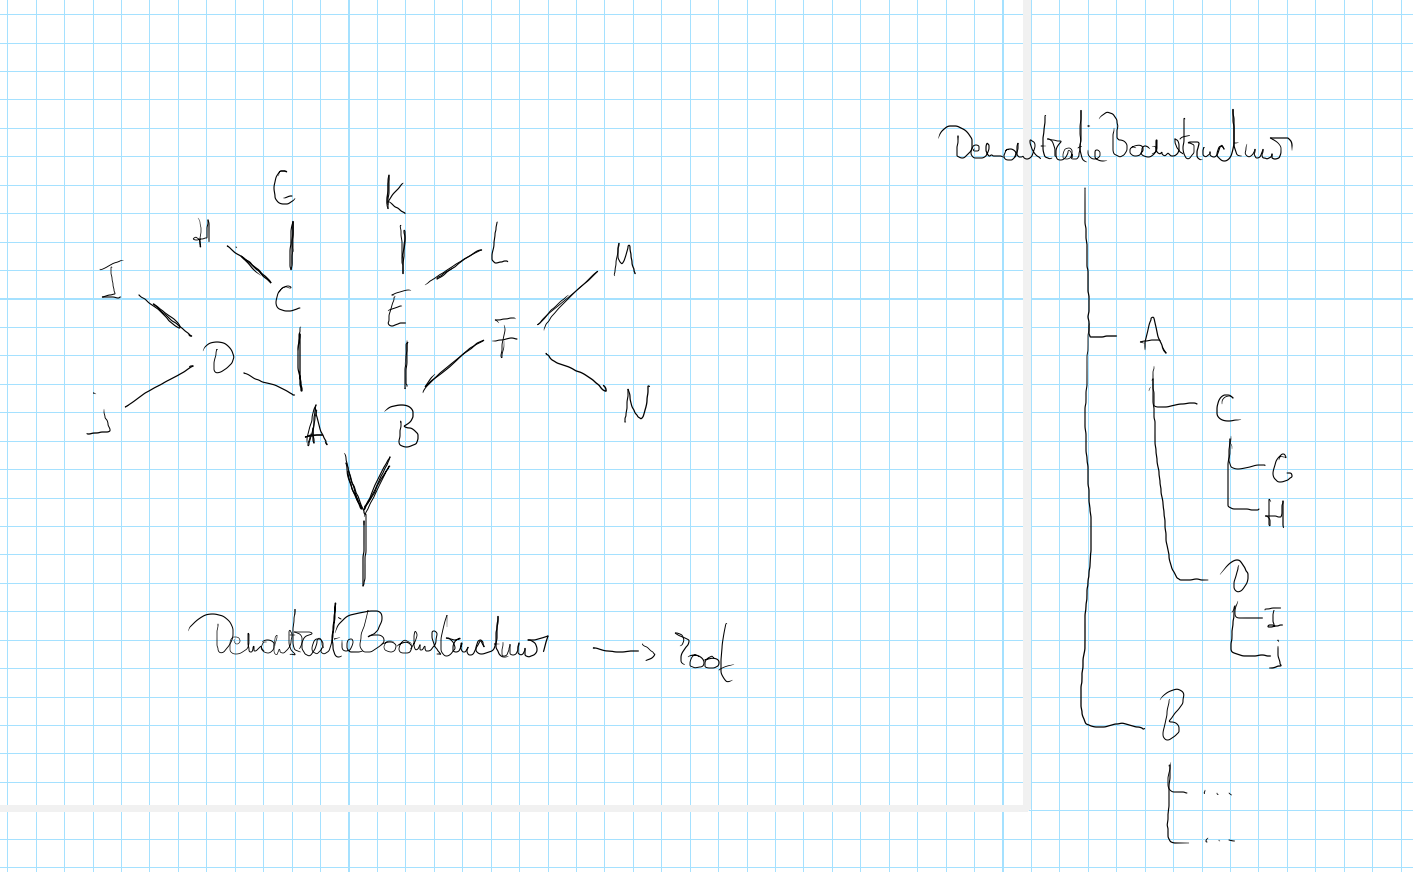 DemonstratieBoomstructuur
G K
H L M
I C E
D F
J A B N
DemonstratieBoomstructuur → root
A
C
G
H
D
I
j
B
...
...